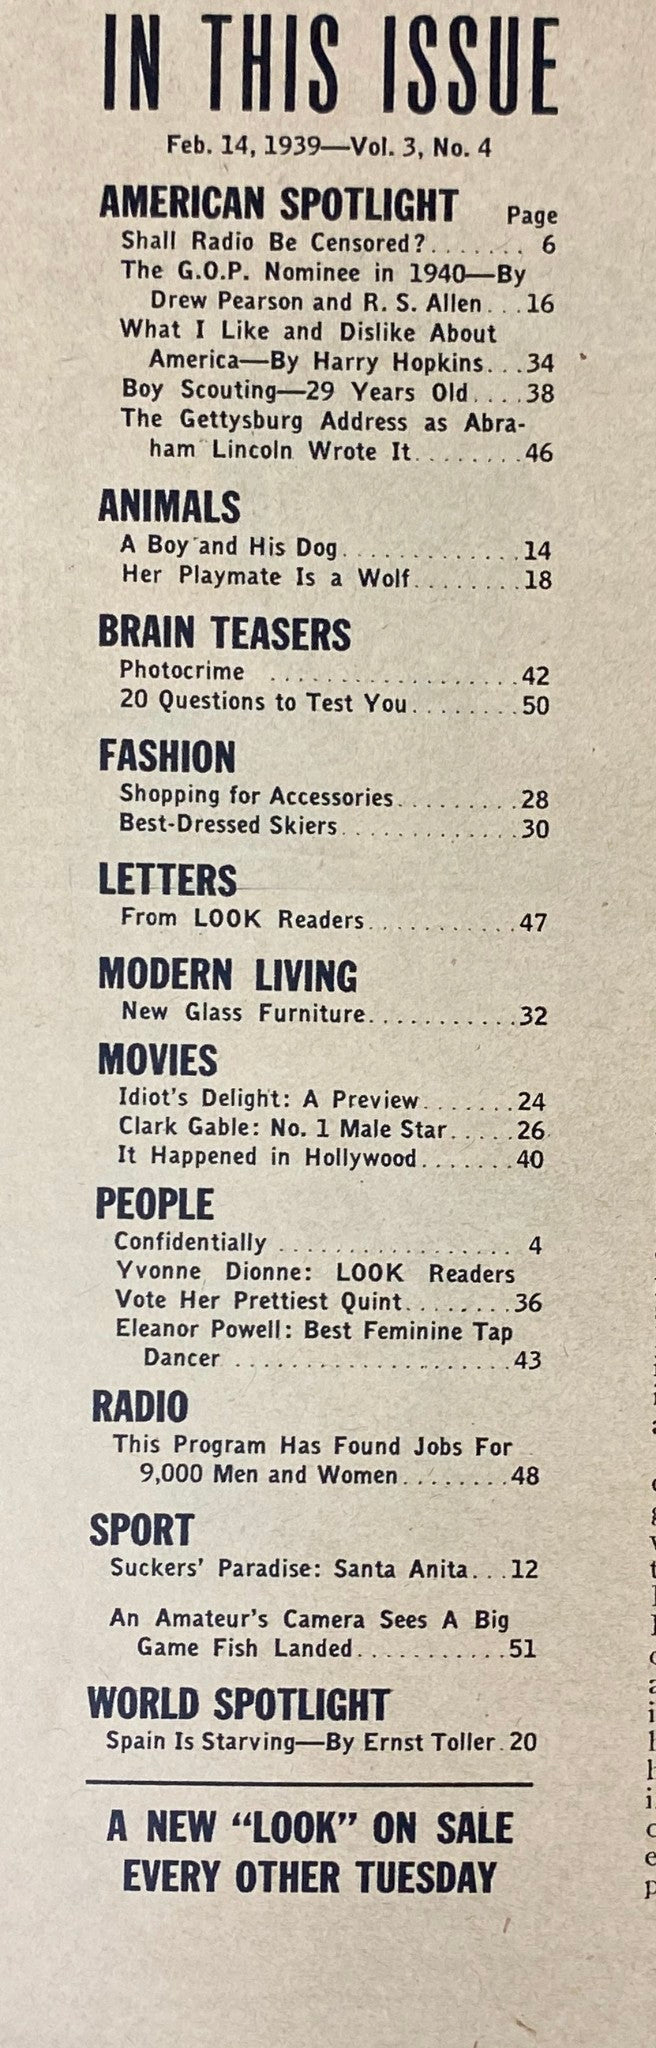 IN THIS ISSUE
Feb. 14, 1939—Vol. 3, No. 4
AMERICAN SPOTLIGHT Page
Shall Radio Be Censored?....... 6
The G.O.P. Nominee in 1940—By
Drew Pearson and R. S. Allen...16
What I Like and Dislike About
America—By Harry Hopkins...34
Boy Scouting—29 Years Old....38
The Gettysburg Address as Abra-
ham Lincoln Wrote It........46
ANIMALS
A Boy and His Dog.............14
Her Playmate Is a Wolf........18
BRAIN TEASERS
Photocrime ..................42
20 Questions to Test You........50
FASHION
Shopping for Accessories.........28
Best-Dressed Skiers.............30
LETTERS
From LOOK Readers...........47
MODERN LIVING
New Glass Furniture...........32
MOVIES
Idiot's Delight: A Preview.......24
Clark Gable: No. 1 Male Star.....26
It Happened in Hollywood.......40
PEOPLE
Confidentially ................. 4
Yvonne Dionne: LOOK Readers
Vote Her Prettiest Quint........36
Eleanor Powell: Best Feminine Tap
Dancer ....................43
RADIO
This Program Has Found Jobs For
9,000 Men and Women........48
SPORT
Suckers' Paradise: Santa Anita...12
An Amateur's Camera Sees A Big
Game Fish Landed...........51
WORLD SPOTLIGHT
Spain Is Starving—By Ernst Toller.20
A NEW "LOOK" ON SALE
EVERY OTHER TUESDAY